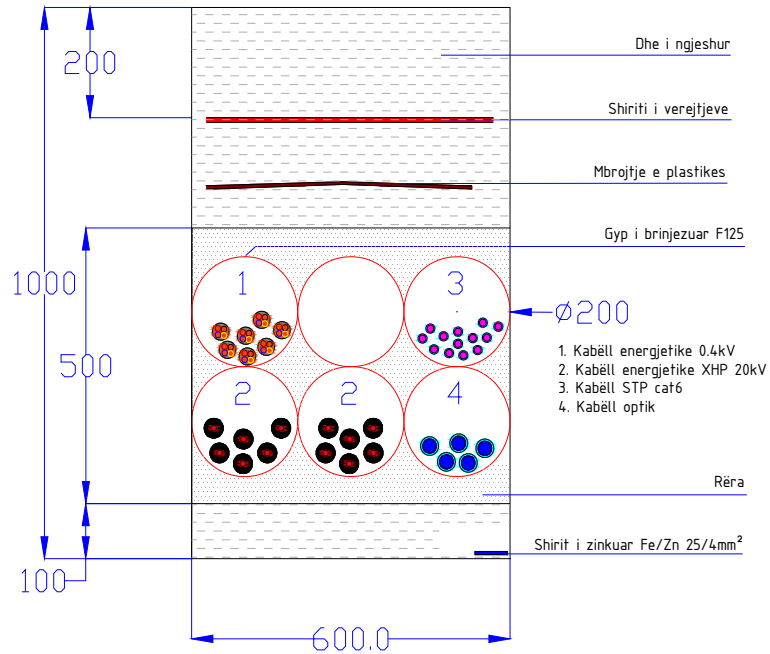 200
Dhe i ngjeshur
Shiriti i verejtjeve
Mbrojtje e plastikes
Gyp i brinjezuar F125
1000
1
3
Ø200
500
1. Kabëll energjetike 0.4kV
2. Kabëll energjetike XHP 20kV
3. Kabëll STP cat6
4. Kabëll optik
2
2
4
Rëra
Shirit i zinkuar Fe/Zn 25/4mm²
100
600.0